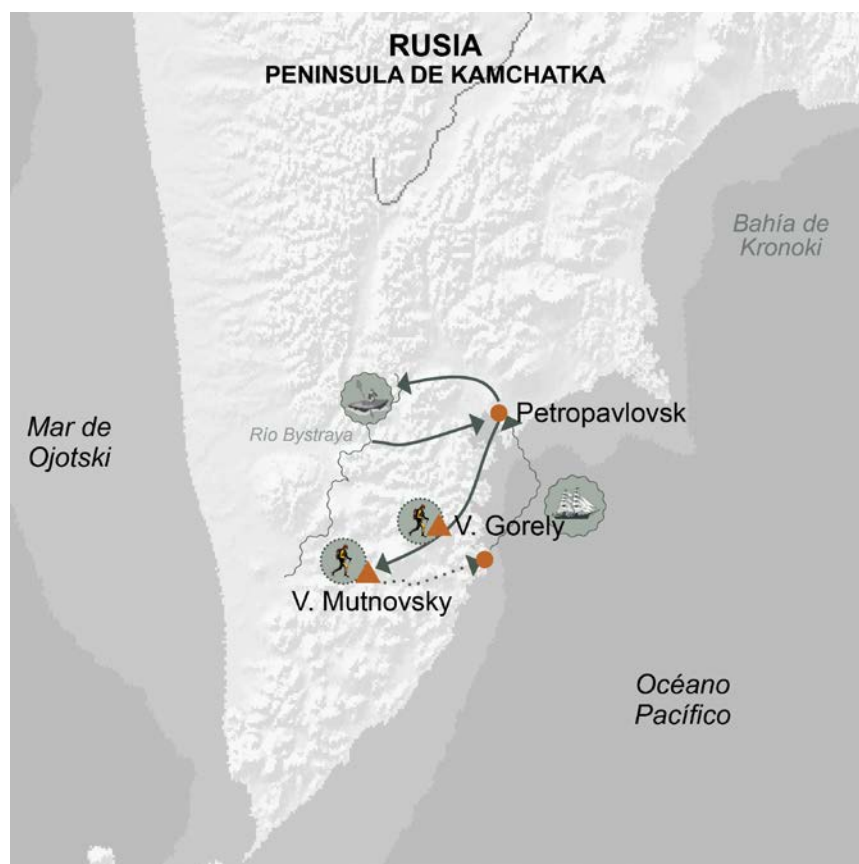 RUSIA
PENINSULA DE KAMCHATKA
Bahía de
Kronoki
Mar de
Ojotski
Río Bystraya
Petropavlovsk
V. Gorely
V. Mutnovsky
Océano
Pacífico